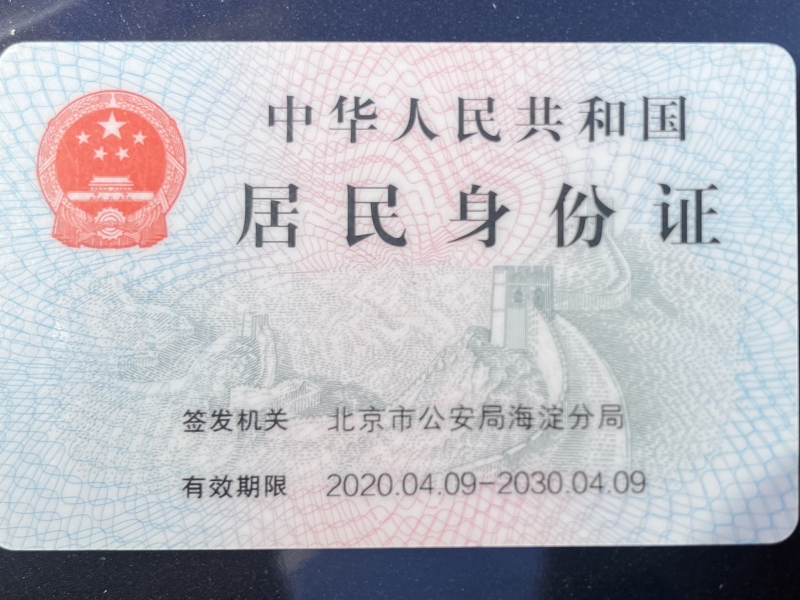 中华人民共和国
居民身份证
签发机关 北京市公安局海淀分局
有效期限 2020.04.09-2030.04.09